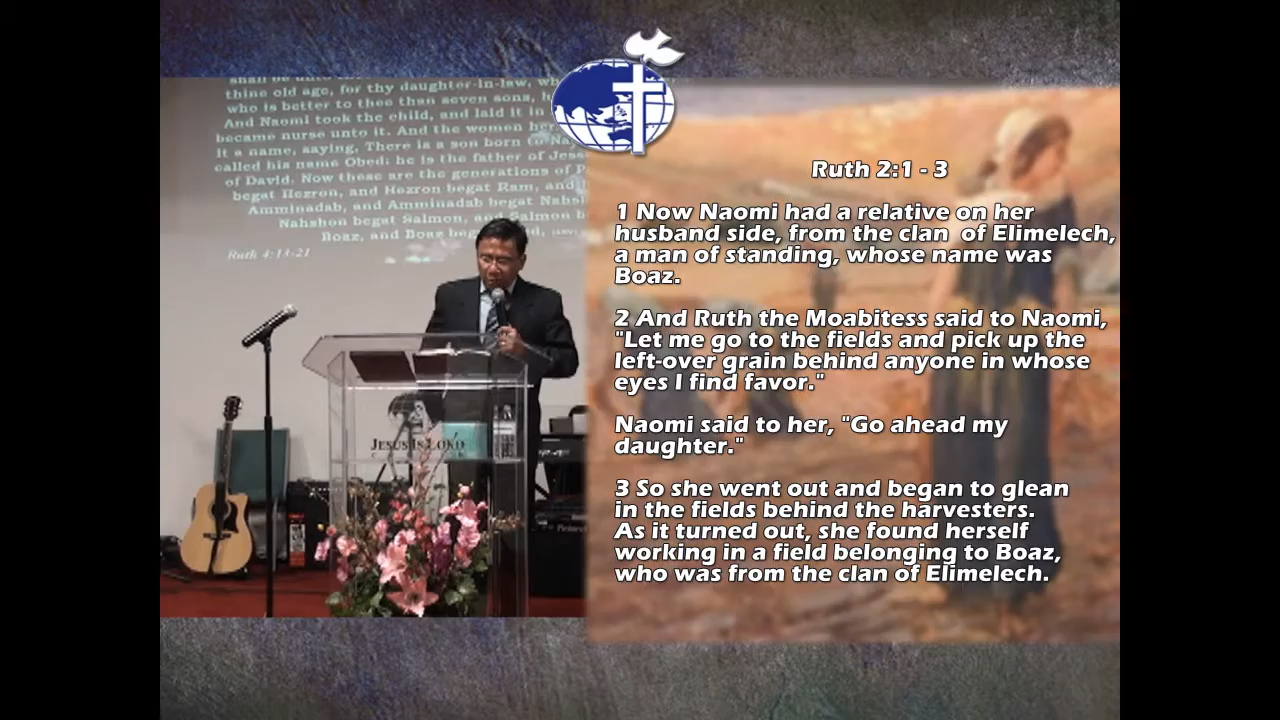 shall be unto
thine old age, for thy daughter-in-law,
who is better to thee than seven sons,
And Naomi took the child, and laid it in
became nurse unto it. And the women her
it a name, saying, There is a son born to
called his name Obed: he is the father of Jess
of David. Now these are the generations of P
begat Hezron, and Hezron begat Ram, and
Amminadab, and Amminadab begat Nahsh
Nahshon begat Salmon, and Salmon b
Boaz, and Boaz
Ruth 4:13-21
JESUS IS LORD
Ruth 2:1 - 3
1 Now Naomi had a relative on her
husband side, from the clan of Elimelech,
a man of standing, whose name was
Boaz.
2 And Ruth the Moabitess said to Naomi,
"Let me go to the fields and pick up the
left-over grain behind anyone in whose
eyes I find favor."
Naomi said to her, "Go ahead my
daughter."
3 So she went out and began to glean
in the fields behind the harvesters.
As it turned out, she found herself
working in a field belonging to Boaz,
who was from the clan of Elimelech.